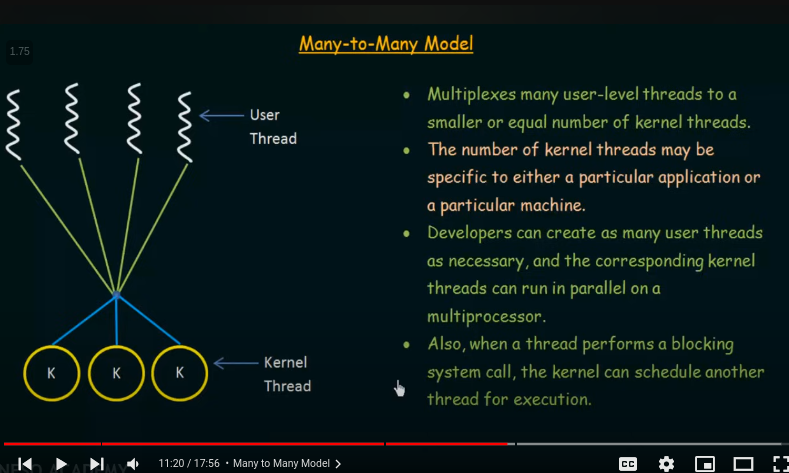 Many-to-Many Model
1.75
User
Thread
• Multiplexes many user-level threads to a
smaller or equal number of kernel threads.
• The number of kernel threads may be
specific to either a particular application or
a particular machine.
• Developers can create as many user threads
as necessary, and the corresponding kernel
threads can run in parallel on a
multiprocessor.
• Also, when a thread performs a blocking
system call, the kernel can schedule another
thread for execution.
K K K
Kernel
Thread
11:20 / 17:56 • Many to Many Model
CC